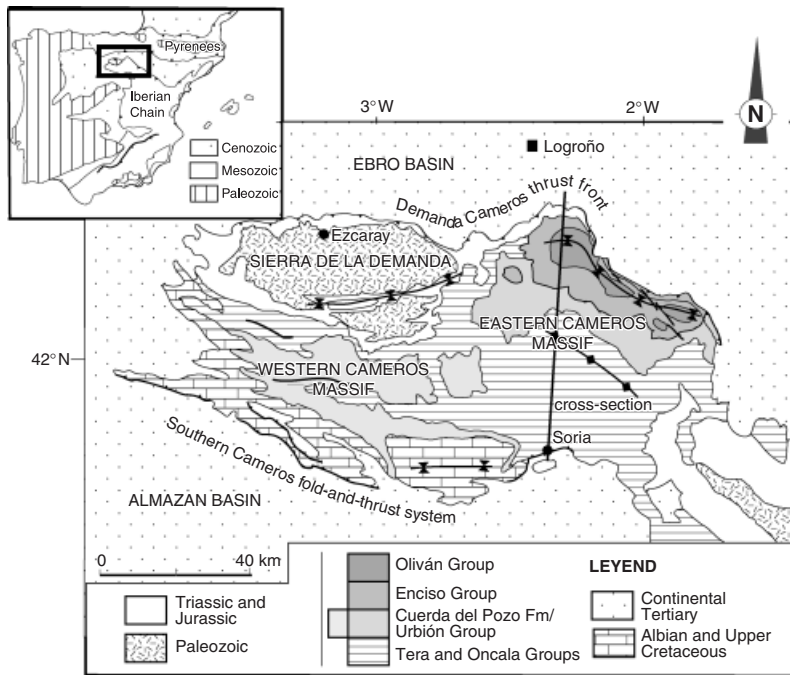 Pyrenees
Iberian
Chain
Cenozoic
Mesozoic
Paleozoic
3°W
2°W
N
Logroño
EBRO BASIN
Demanda Cameros thrust front
Ezcaray
SIERRA DE LA DEMANDA
EASTERN CAMEROS
MASSIF
42°N
WESTERN CAMEROS
MASSIF
cross-section
Soria
Southern Cameros fold-and-thrust system
ALMAZAN BASIN
0
40 km
Triassic and
Jurassic
Paleozoic
Oliván Group
Enciso Group
Cuerda del Pozo Fm/
Urbión Group
Tera and Oncala Groups
LEYEND
Continental
Tertiary
Albian and Upper
Cretaceous